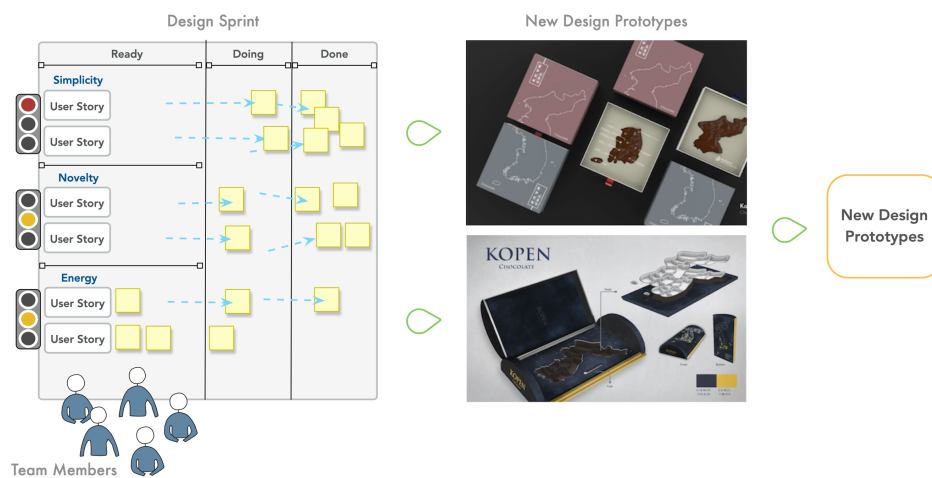 Design Sprint
New Design Prototypes
Ready
Doing
Done
Simplicity
User Story
User Story
Novelty
User Story
User Story
Energy
User Story
User Story
Team Members
KOPEN
CHOCOLATE
KOPEN
New Design
Prototypes